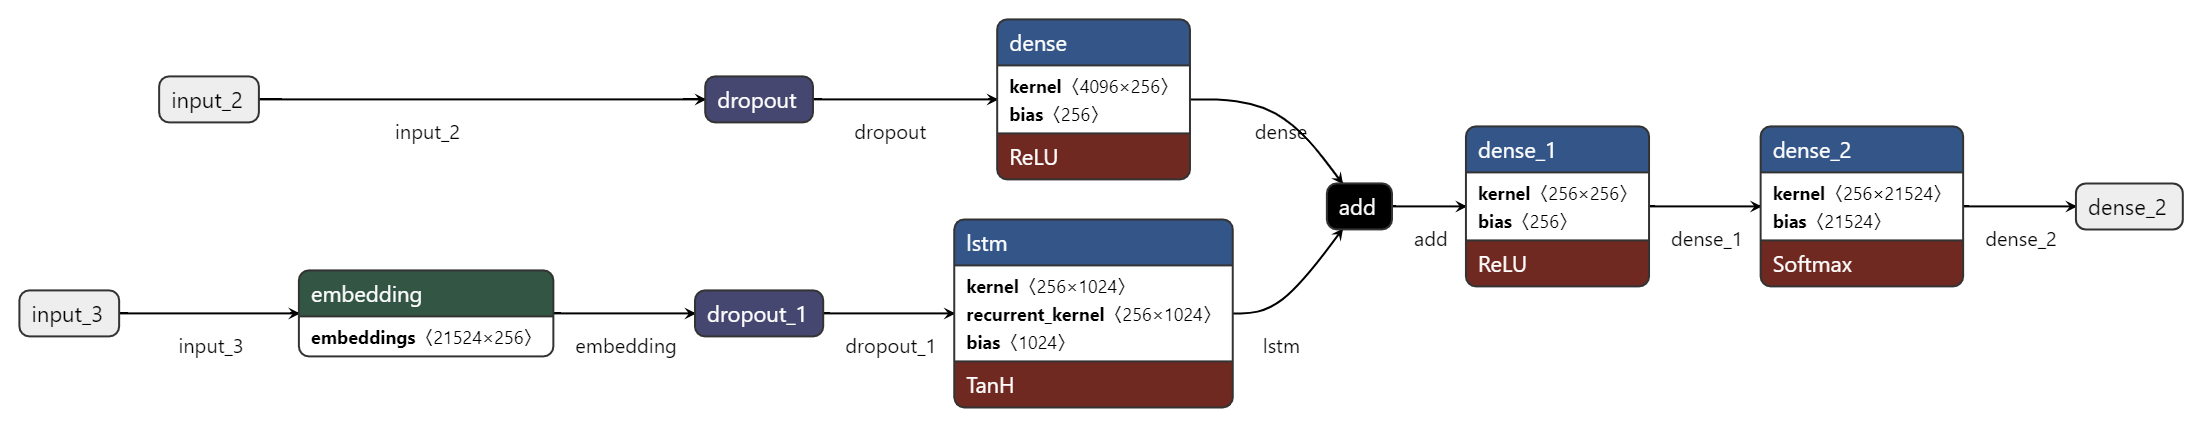 input_2
input_2
dropout
dropout
dense
kernel〈4096×256〉
bias〈256〉
ReLU
dense
input_3
input_3
embedding
embeddings〈21524×256〉
embedding
dropout_1
dropout_1
lstm
kernel〈256×1024〉
recurrent_kernel〈256×1024〉
bias〈1024〉
TanH
lstm
add
add
dense_1
kernel〈256×256〉
bias〈256〉
ReLU
dense_1
dense_2
kernel〈256×21524〉
bias〈21524〉
Softmax
dense_2
dense_2